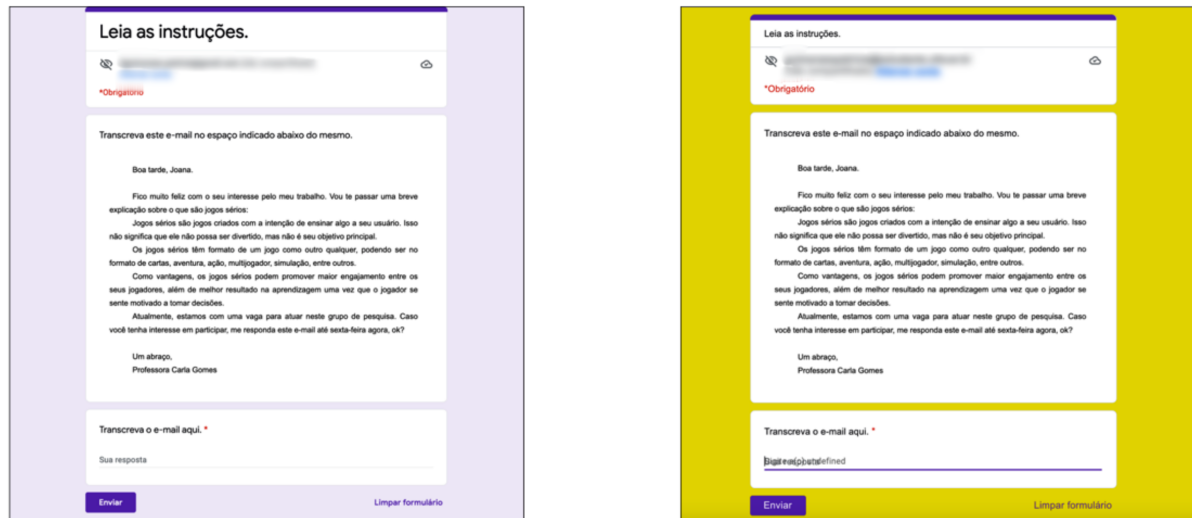 Leia as instruções.
*Obrigatório
Transcreva este e-mail no espaço indicado abaixo do mesmo.
Boa tarde, Joana.
Fico muito feliz com o seu interesse pelo meu trabalho. Vou te passar uma breve
explicação sobre o que são jogos sérios:
Jogos sérios são jogos criados com a intenção de ensinar algo a seu usuário. Isso
não significa que ele não possa ser divertido, mas não é seu objetivo principal.
Os jogos sérios têm formato de um jogo como outro qualquer, podendo ser no
formato de cartas, aventura, ação, multijogador, simulação, entre outros.
Como vantagens, os jogos sérios podem promover maior engajamento entre os
seus jogadores, além de melhor resultado na aprendizagem uma vez que o jogador se
sente motivado a tomar decisões.
Atualmente, estamos com uma vaga para atuar neste grupo de pesquisa. Caso
você tenha interesse em participar, me responda este e-mail até sexta-feira agora, ok?
Um abraço,
Professora Carla Gomes
Transcreva o e-mail aqui. *
Sua resposta
Enviar Limpar formulário
Leia as instruções.
*Obrigatório
Transcreva este e-mail no espaço indicado abaixo do mesmo.
Boa tarde, Joana.
Fico muito feliz com o seu interesse pelo meu trabalho. Vou te passar uma breve
explicação sobre o que são jogos sérios:
Jogos sérios são jogos criados com a intenção de ensinar algo a seu usuário. Isso
não significa que ele não possa ser divertido, mas não é seu objetivo principal.
Os jogos sérios têm formato de um jogo como outro qualquer, podendo ser no
formato de cartas, aventura, ação, multijogador, simulação, entre outros.
Como vantagens, os jogos sérios podem promover maior engajamento entre os
seus jogadores, além de melhor resultado na aprendizagem uma vez que o jogador se
sente motivado a tomar decisões.
Atualmente, estamos com uma vaga para atuar neste grupo de pesquisa. Caso
você tenha interesse em participar, me responda este e-mail até sexta-feira agora, ok?
Um abraço,
Professora Carla Gomes
Transcreva o e-mail aqui. *
Enviar Limpar formulário